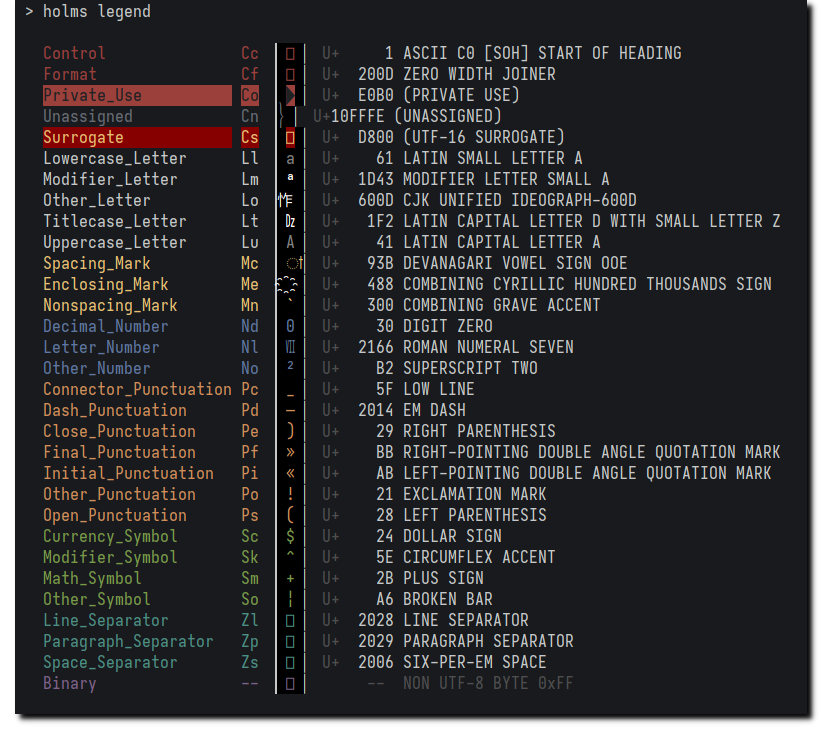 > holms legend
Control Cc □ U+ 1 ASCII C0 [SOH] START OF HEADING
Format Cf □ U+ 200D ZERO WIDTH JOINER
Private_Use Co U+ E0B0 (PRIVATE USE)
Unassigned Cn U+10FFFE (UNASSIGNED)
Surrogate Cs □ U+ D800 (UTF-16 SURROGATE)
Lowercase_Letter Ll a U+ 61 LATIN SMALL LETTER A
Modifier_Letter Lm ᵃ U+ 1D43 MODIFIER LETTER SMALL A
Other_Letter Lo U+ 600D CJK UNIFIED IDEOGRAPH-600D
Titlecase_Letter Lt ǲ U+ 1F2 LATIN CAPITAL LETTER D WITH SMALL LETTER Z
Uppercase_Letter Lu A U+ 41 LATIN CAPITAL LETTER A
Spacing_Mark Mc ऻ U+ 93B DEVANAGARI VOWEL SIGN OOE
Enclosing_Mark Me ҈ U+ 488 COMBINING CYRILLIC HUNDRED THOUSANDS SIGN
Nonspacing_Mark Mn ̀ U+ 300 COMBINING GRAVE ACCENT
Decimal_Number Nd 0 U+ 30 DIGIT ZERO
Letter_Number Nl Ⅶ U+ 2166 ROMAN NUMERAL SEVEN
Other_Number No ² U+ B2 SUPERSCRIPT TWO
Connector_Punctuation Pc _ U+ 5F LOW LINE
Dash_Punctuation Pd — U+ 2014 EM DASH
Close_Punctuation Pe ) U+ 29 RIGHT PARENTHESIS
Final_Punctuation Pf » U+ BB RIGHT-POINTING DOUBLE ANGLE QUOTATION MARK
Initial_Punctuation Pi « U+ AB LEFT-POINTING DOUBLE ANGLE QUOTATION MARK
Other_Punctuation Po ! U+ 21 EXCLAMATION MARK
Open_Punctuation Ps ( U+ 28 LEFT PARENTHESIS
Currency_Symbol Sc $ U+ 24 DOLLAR SIGN
Modifier_Symbol Sk ^ U+ 5E CIRCUMFLEX ACCENT
Math_Symbol Sm + U+ 2B PLUS SIGN
Other_Symbol So ¦ U+ A6 BROKEN BAR
Line_Separator Zl □ U+ 2028 LINE SEPARATOR
Paragraph_Separator Zp □ U+ 2029 PARAGRAPH SEPARATOR
Space_Separator Zs □ U+ 2006 SIX-PER-EM SPACE
Binary -- □ -- NON UTF-8 BYTE 0xFF